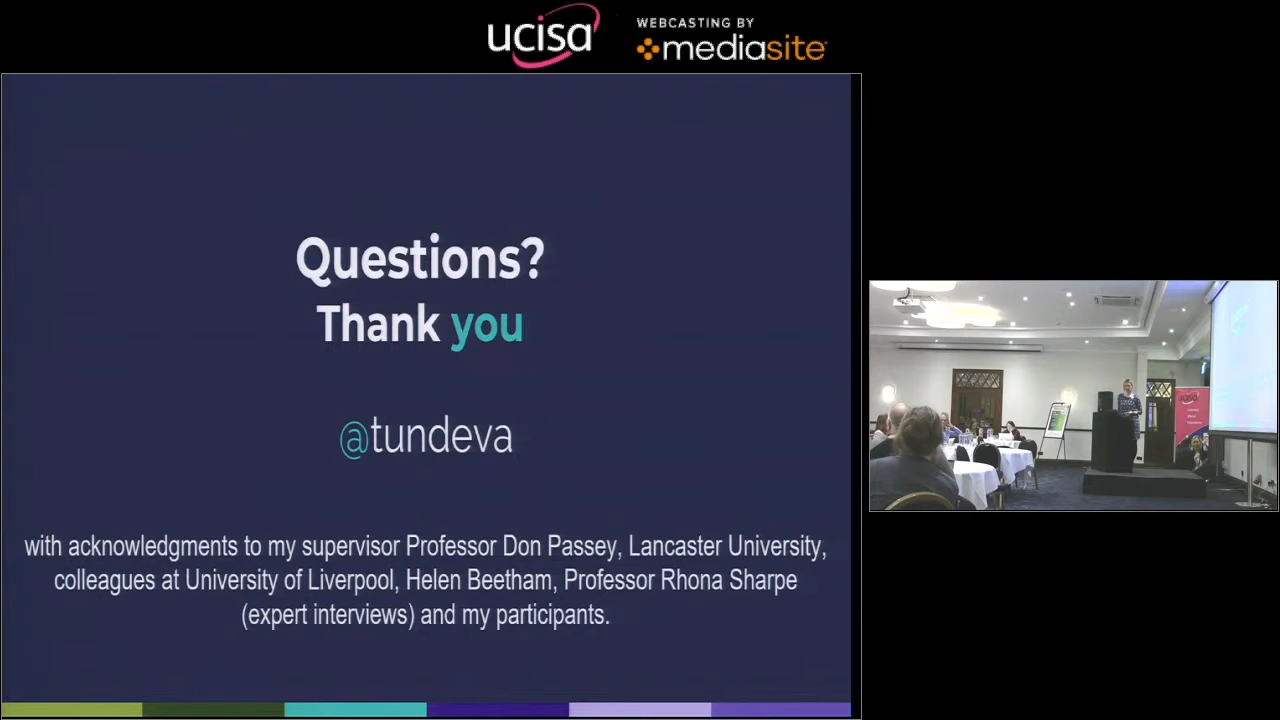 ucisa
WEBCASTING BY
mediasite
Questions?
Thank you
@tundeva
with acknowledgments to my supervisor Professor Don Passey, Lancaster University,
colleagues at University of Liverpool, Helen Beetham, Professor Rhona Sharpe
(expert interviews) and my participants.
ucisa